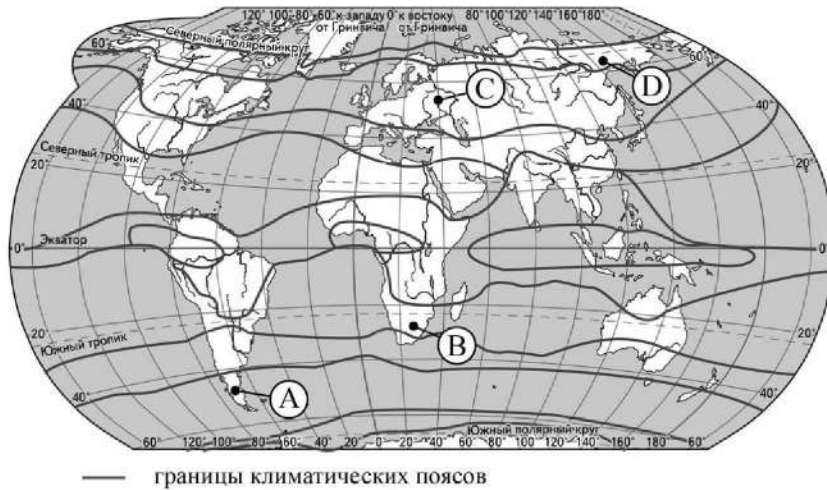 120° 100° 80° 60° к западу 0° к востоку 80° 100° 120° 140° 180°
от Гринвича от Гринвича
Северный полярный круг
60° 60°
D
C
40° 40°
Северный тропик
20° 20°
Экватор
0° 0°
20° 20°
Южный тропик
B
A
40° 40°
Южный полярный круг
60° 120° 100° 80° 60° 40° 20° 0° 20° 40° 60° 80° 100° 120° 140° 160° 180° 60°
границы климатических поясов